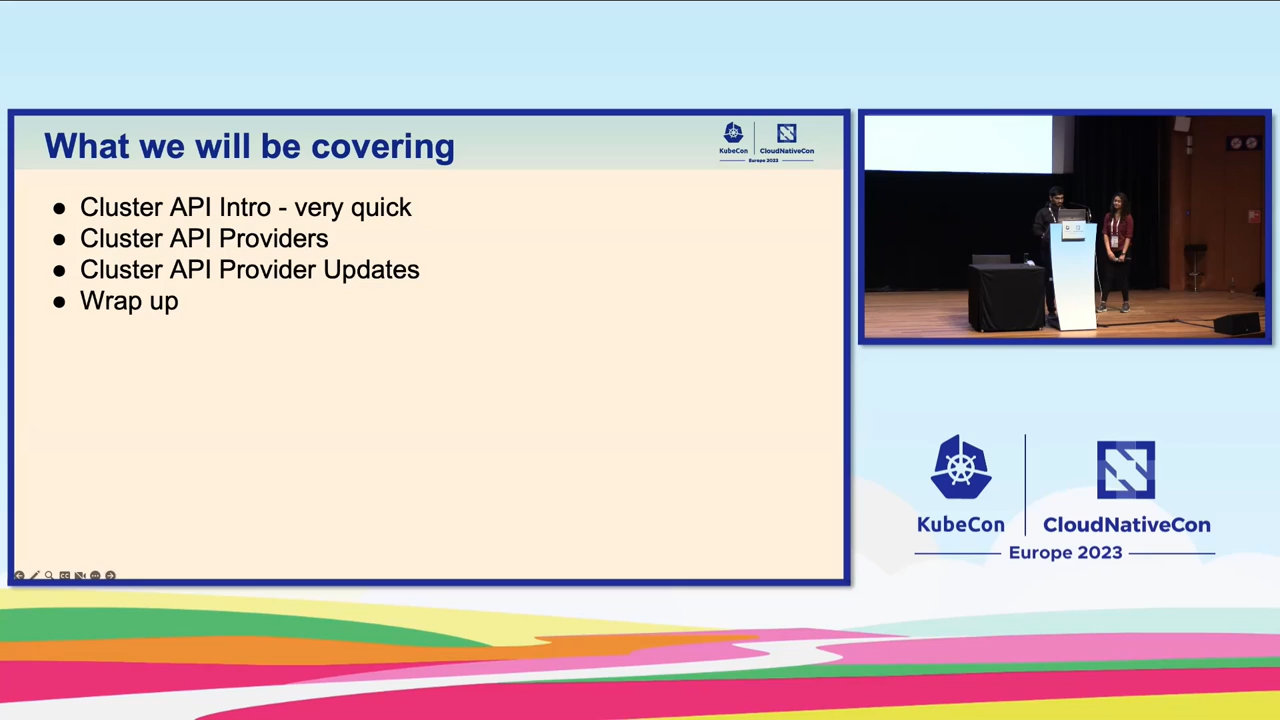 What we will be covering
KubeCon
CloudNativeCon
Europe 2023
● Cluster API Intro - very quick
● Cluster API Providers
● Cluster API Provider Updates
● Wrap up
KubeCon
CloudNativeCon
Europe 2023